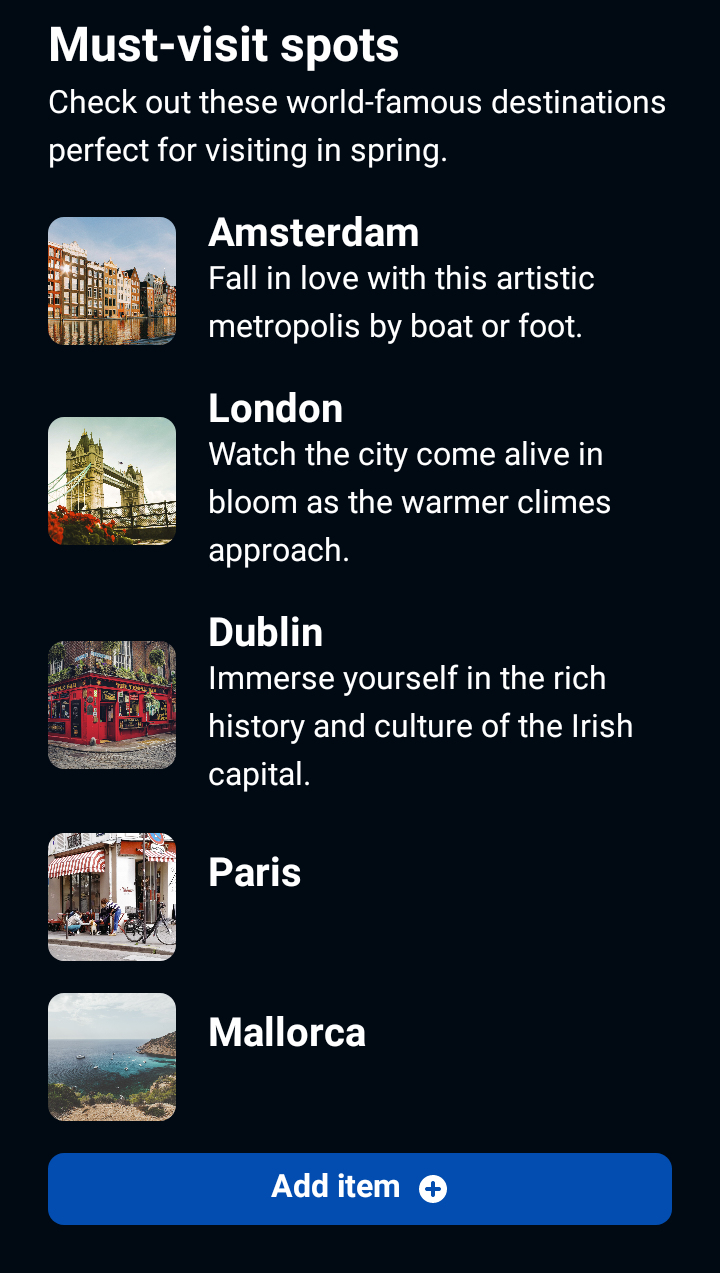 Must-visit spots
Check out these world-famous destinations
perfect for visiting in spring.
Amsterdam
Fall in love with this artistic
metropolis by boat or foot.
London
Watch the city come alive in
bloom as the warmer climes
approach.
Dublin
Immerse yourself in the rich
history and culture of the Irish
capital.
Paris
Mallorca
Add item